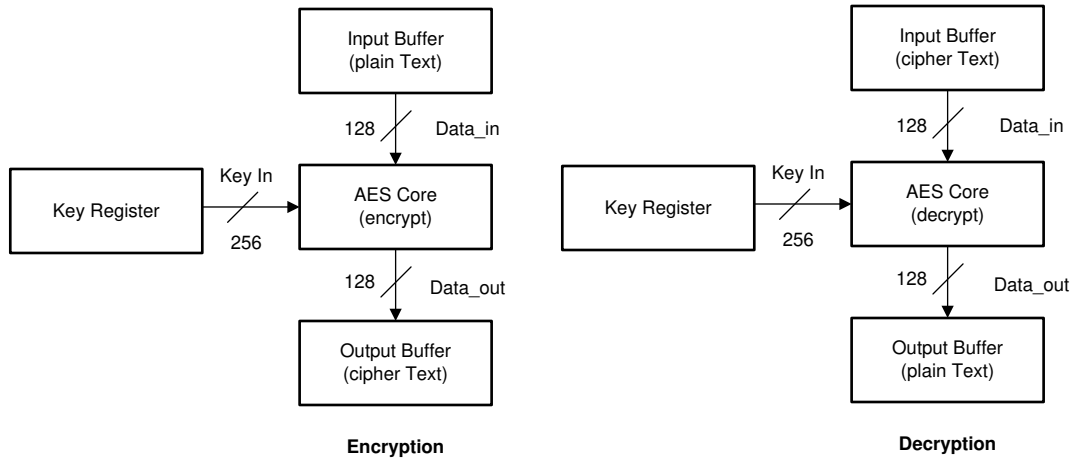 Input Buffer
(plain Text)
128
Data_in
Key Register
Key In
256
AES Core
(encrypt)
128
Data_out
Output Buffer
(cipher Text)
Encryption
Input Buffer
(cipher Text)
128
Data_in
Key Register
Key In
256
AES Core
(decrypt)
128
Data_out
Output Buffer
(plain Text)
Decryption